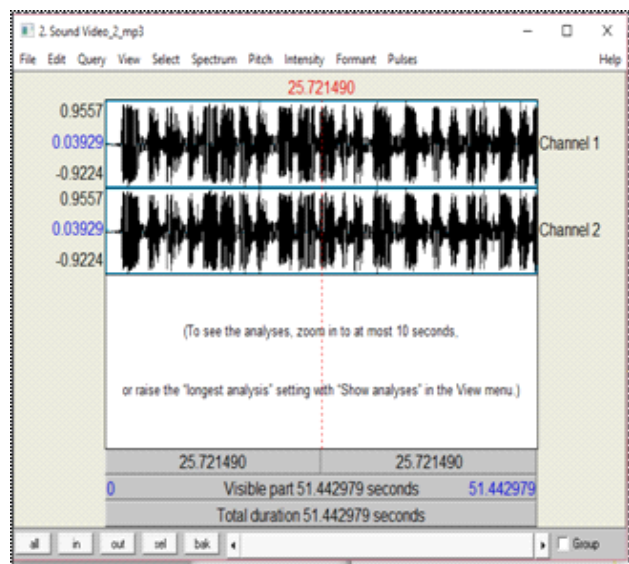 2. Sound Video_2_mp3
File Edit Query View Select Spectrum Pitch Intensity Formant Pulses Help
25.721490
0.9557
0.03929
-0.9224
Channel 1
0.9557
0.03929
-0.9224
Channel 2
(To see the analyses, zoom in to at most 10 seconds,
or raise the "longest analysis" setting with "Show analyses" in the View menu.)
25.721490 25.721490
0 Visible part 51.442979 seconds 51.442979
Total duration 51.442979 seconds
all in out sel bak Group